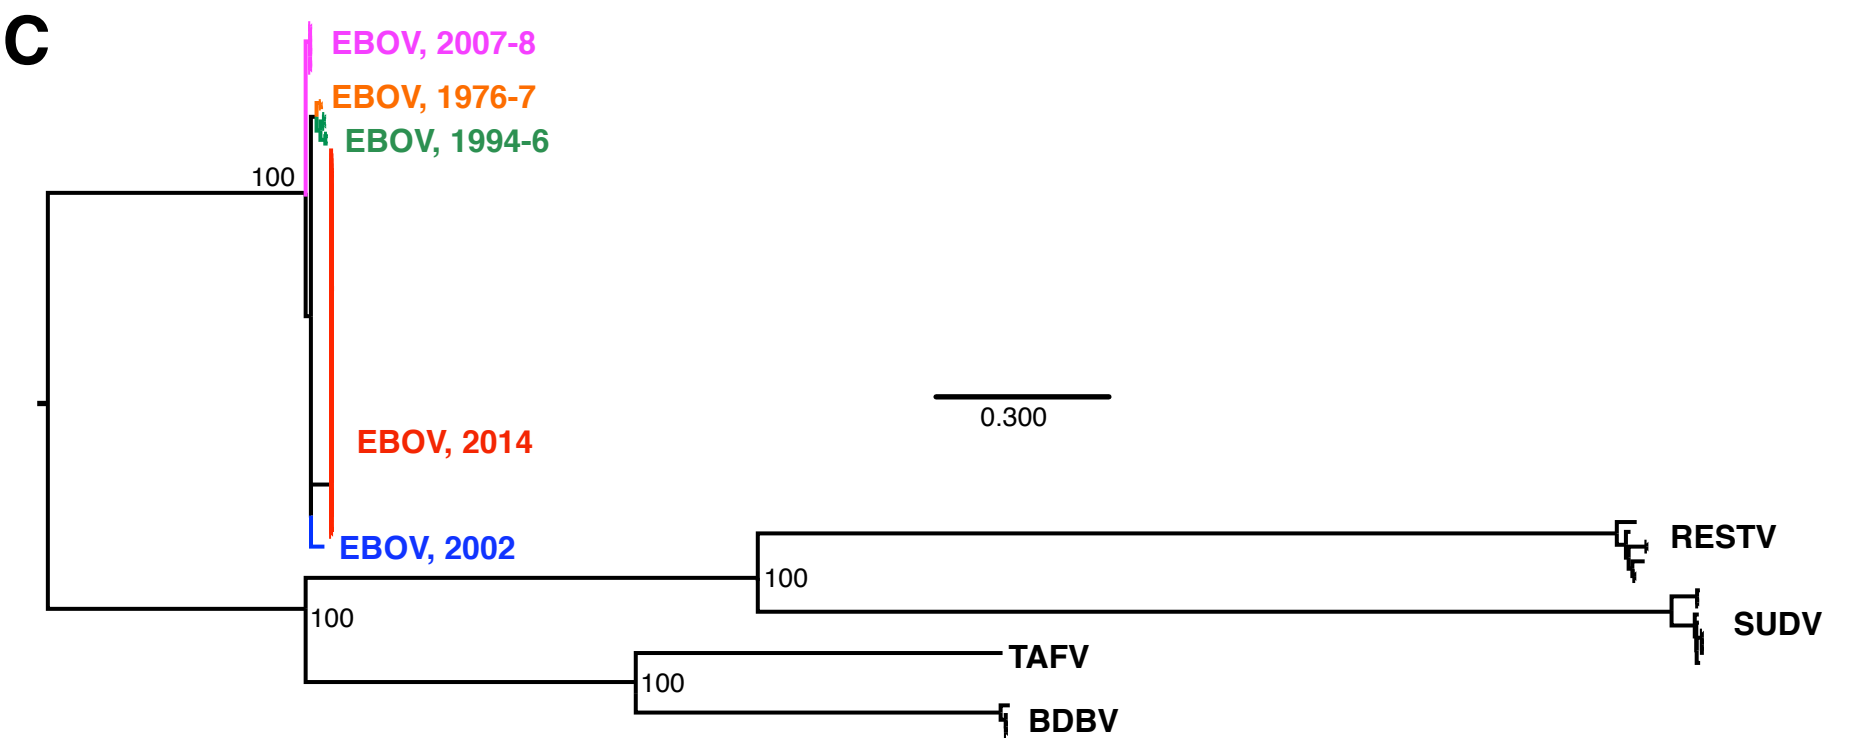 C
EBOV, 2007-8
EBOV, 1976-7
EBOV, 1994-6
100
0.300
EBOV, 2014
RESTV
EBOV, 2002
100
100
SUDV
TAFV
100
BDBV